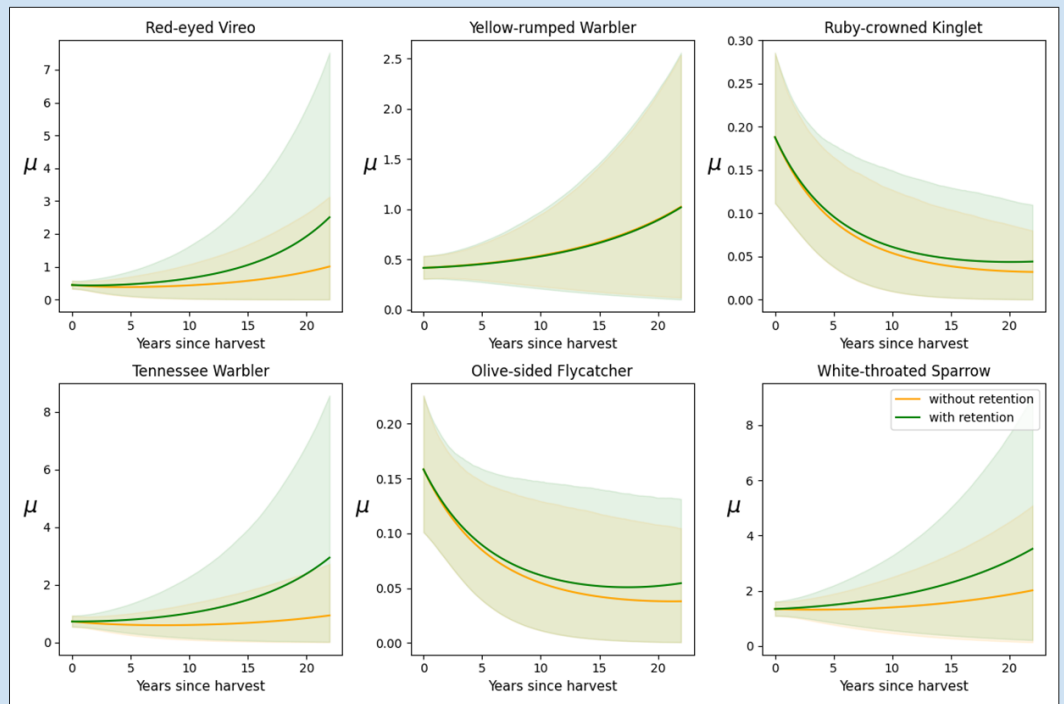 Red-eyed Vireo
7
6
5
4
3
2
1
0
μ
0 5 10 15 20
Years since harvest
Yellow-rumped Warbler
2.5
2.0
1.5
1.0
0.5
0.0
μ
0 5 10 15 20
Years since harvest
Ruby-crowned Kinglet
0.30
0.25
0.20
0.15
0.10
0.05
0.00
μ
0 5 10 15 20
Years since harvest
Tennessee Warbler
8
6
4
2
0
μ
0 5 10 15 20
Years since harvest
Olive-sided Flycatcher
0.20
0.15
0.10
0.05
0.00
μ
0 5 10 15 20
Years since harvest
White-throated Sparrow
without retention
with retention
8
6
4
2
0
μ
0 5 10 15 20
Years since harvest